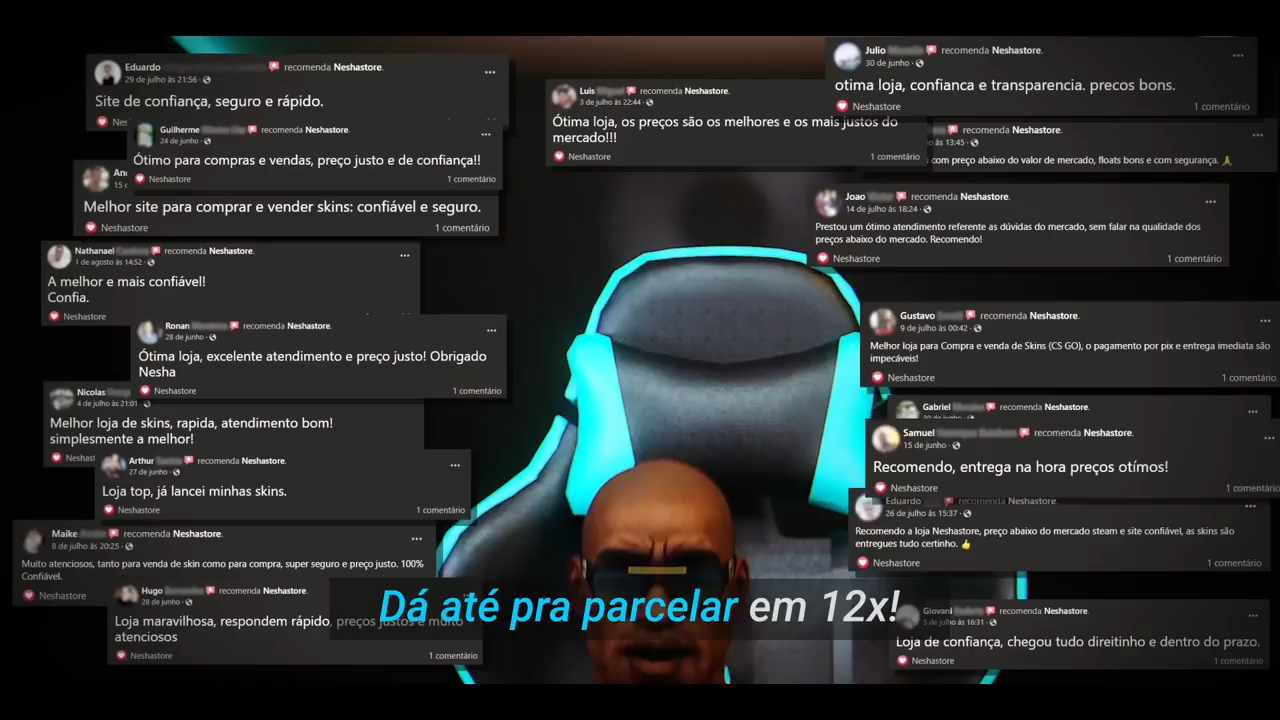 Eduardo recomenda Neshastore.
29 de julho às 21:56
Site de confiança, seguro e rápido.
Guilherme recomenda Neshastore.
24 de junho
Ótimo para compras e vendas, preço justo e de confiança!!
Neshastore
1 comentário
15
Melhor site para comprar e vender skins: confiável e seguro.
Neshastore
1 comentário
Nathanael recomenda Neshastore.
1 de agosto às 14:52
A melhor e mais confiável!
Confia.
Neshastore
Ronan recomenda Neshastore.
28 de junho
Ótima loja, excelente atendimento e preço justo! Obrigado
Nesha
Neshastore
1 comentário
Nicolas
4 de julho às 21:01
Melhor loja de skins, rapida, atendimento bom!
simplesmente a melhor!
Arthur recomenda Neshastore.
27 de junho
Loja top, já lancei minhas skins.
Neshastore
1 comentário
Maike recomenda Neshastore.
8 de julho às 20:25
Muito atenciosos, tanto para venda de skin como para compra, super seguro e preço justo. 100%
Confiável.
Neshastore
Hugo recomenda Neshastore.
28 de junho
Loja maravilhosa, respondem rápido, preços justos e muito
atenciosos
Neshastore
1 comentário
Luis recomenda Neshastore.
3 de julho às 22:44
Ótima loja, os preços são os melhores e os mais justos do
mercado!!!
Neshastore
1 comentário
Julio recomenda Neshastore.
30 de junho
otima loja, confianca e transparencia. precos bons.
Neshastore
1 comentário
recomenda Neshastore.
às 13:45
com preço abaixo do valor de mercado, floats bons e com segurança. 🙏
Joao recomenda Neshastore.
14 de julho às 18:24
Prestou um ótimo atendimento referente as dúvidas do mercado, sem falar na qualidade dos
preços abaixo do mercado. Recomendo!
Neshastore
1 comentário
Gustavo recomenda Neshastore.
9 de julho às 00:42
Melhor loja para Compra e venda de Skins (CS GO), o pagamento por pix e entrega imediata são
impecáveis!
Neshastore
1 comentário
Gabriel recomenda Neshastore.
30 de junho
Samuel recomenda Neshastore.
15 de junho
Recomendo, entrega na hora preços otímos!
Neshastore
1 comentário
Eduardo recomenda Neshastore.
26 de julho às 15:37
Recomendo a loja Neshastore, preço abaixo do mercado steam e site confiável, as skins são
entregues tudo certinho. 👍
Neshastore
1 comentário
Giovani recomenda Neshastore.
5 de julho às 16:31
Loja de confiança, chegou tudo direitinho e dentro do prazo.
Neshastore
1 comentário
Dá até pra parcelar em 12x!